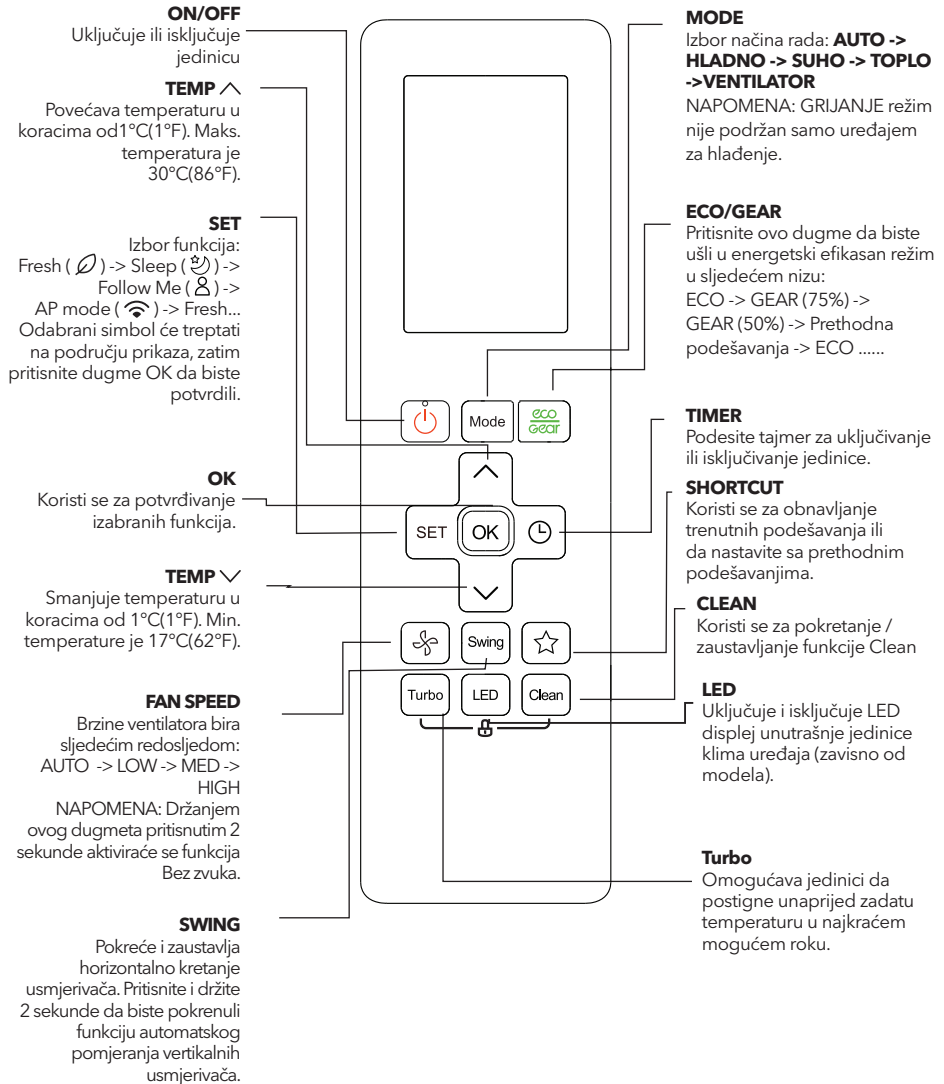 ON/OFF
Uključuje ili isključuje
jedinicu
TEMP
Povećava temperaturu u
koracima od1°C(1°F). Maks.
temperatura je
30°C(86°F).
SET
Izbor funkcija:
Fresh ( ) -> Sleep ( ) ->
Follow Me ( ) ->
AP mode ( ) -> Fresh...
Odabrani simbol će treptati
na području prikaza, zatim
pritisnite dugme OK da biste
potvrdili.
OK
Koristi se za potvrđivanje
izabranih funkcija.
TEMP
Smanjuje temperaturu u
koracima od 1°C(1°F). Min.
temperature je 17°C(62°F).
FAN SPEED
Brzine ventilatora bira
sljedećim redosljedom:
AUTO -> LOW -> MED ->
HIGH
NAPOMENA: Držanjem
ovog dugmeta pritisnutim 2
sekunde aktiviraće se funkcija
Bez zvuka.
SWING
Pokreće i zaustavlja
horizontalno kretanje
usmjerivača. Pritisnite i držite
2 sekunde da biste pokrenuli
funkciju automatskog
pomjeranja vertikalnih
usmjerivača.
Mode
eco
Gear
SET
OK
Swing
Turbo
LED
Clean
MODE
Izbor načina rada: AUTO ->
HLADNO -> SUHO -> TOPLO
->VENTILATOR
NAPOMENA: GRIJANJE režim
nije podržan samo uređajem
za hlađenje.
ECO/GEAR
Pritisnite ovo dugme da biste
ušli u energetski efikasan režim
u sljedećem nizu:
ECO -> GEAR (75%) ->
GEAR (50%) -> Prethodna
podešavanja -> ECO ......
TIMER
Podesite tajmer za uključivanje
ili isključivanje jedinice.
SHORTCUT
Koristi se za obnavljanje
trenutnih podešavanja ili
da nastavite sa prethodnim
podešavanjima.
CLEAN
Koristi se za pokretanje /
zaustavljanje funkcije Clean
LED
Uključuje i isključuje LED
displej unutrašnje jedinice
klima uređaja (zavisno od
modela).
Turbo
Omogućava jedinici da
postigne unaprijed zadatu
temperaturu u najkraćem
mogućem roku.